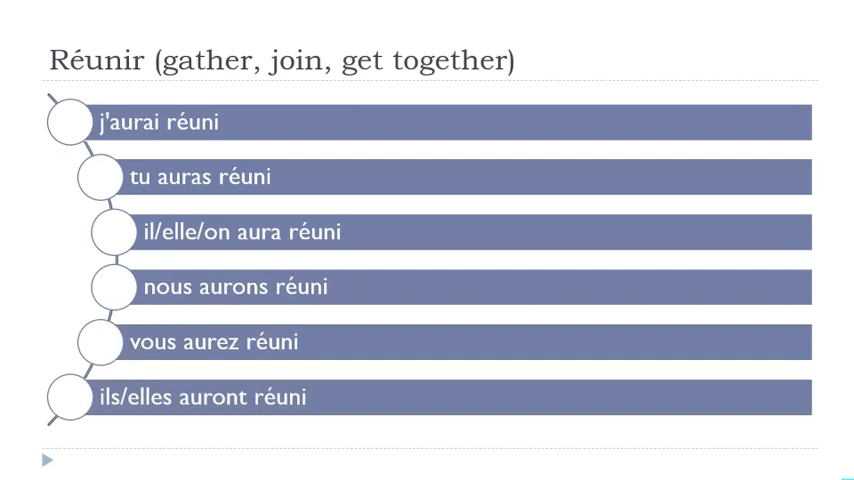 Réunir (gather, join, get together)
j'aurai réuni
tu auras réuni
il/elle/on aura réuni
nous aurons réuni
vous aurez réuni
ils/elles auront réuni